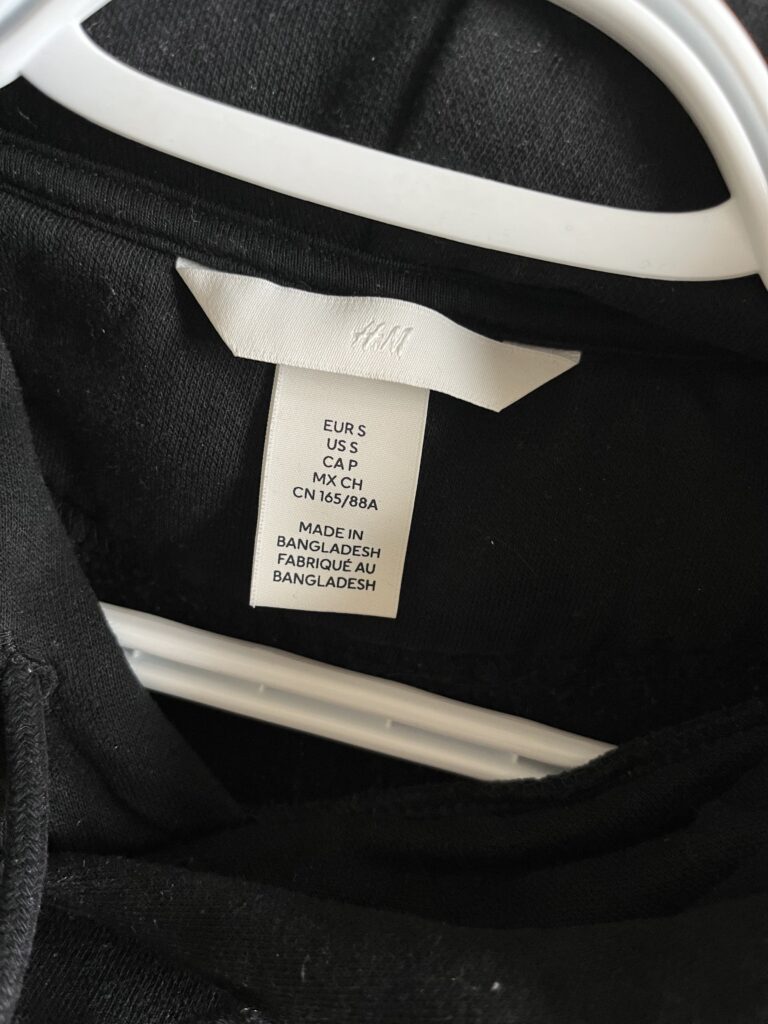 H&M
EUR S
US S
CA P
MX CH
CN 165/88A
MADE IN
BANGLADESH
FABRIQUÉ AU
BANGLADESH